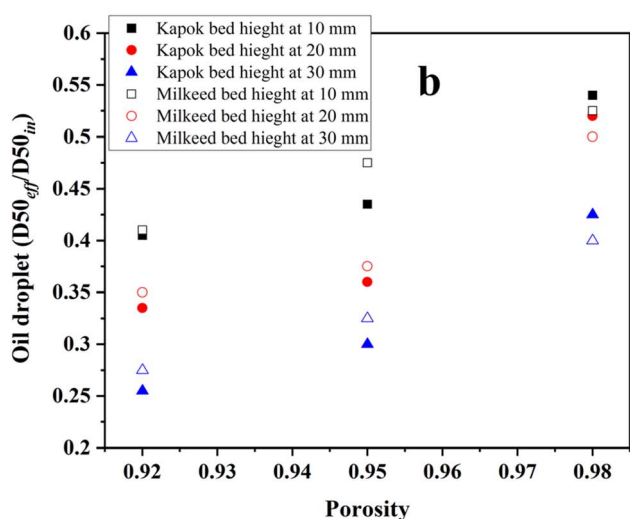 0.6
0.55
0.5
0.45
0.4
0.35
0.3
0.25
0.2
Oil droplet (D50eff/D50in)
Kapok bed hieght at 10 mm
Kapok bed hieght at 20 mm
Kapok bed hieght at 30 mm
Milkeed bed hieght at 10 mm
Milkeed bed hieght at 20 mm
Milkeed bed hieght at 30 mm
b
0.92 0.93 0.94 0.95 0.96 0.97 0.98
Porosity